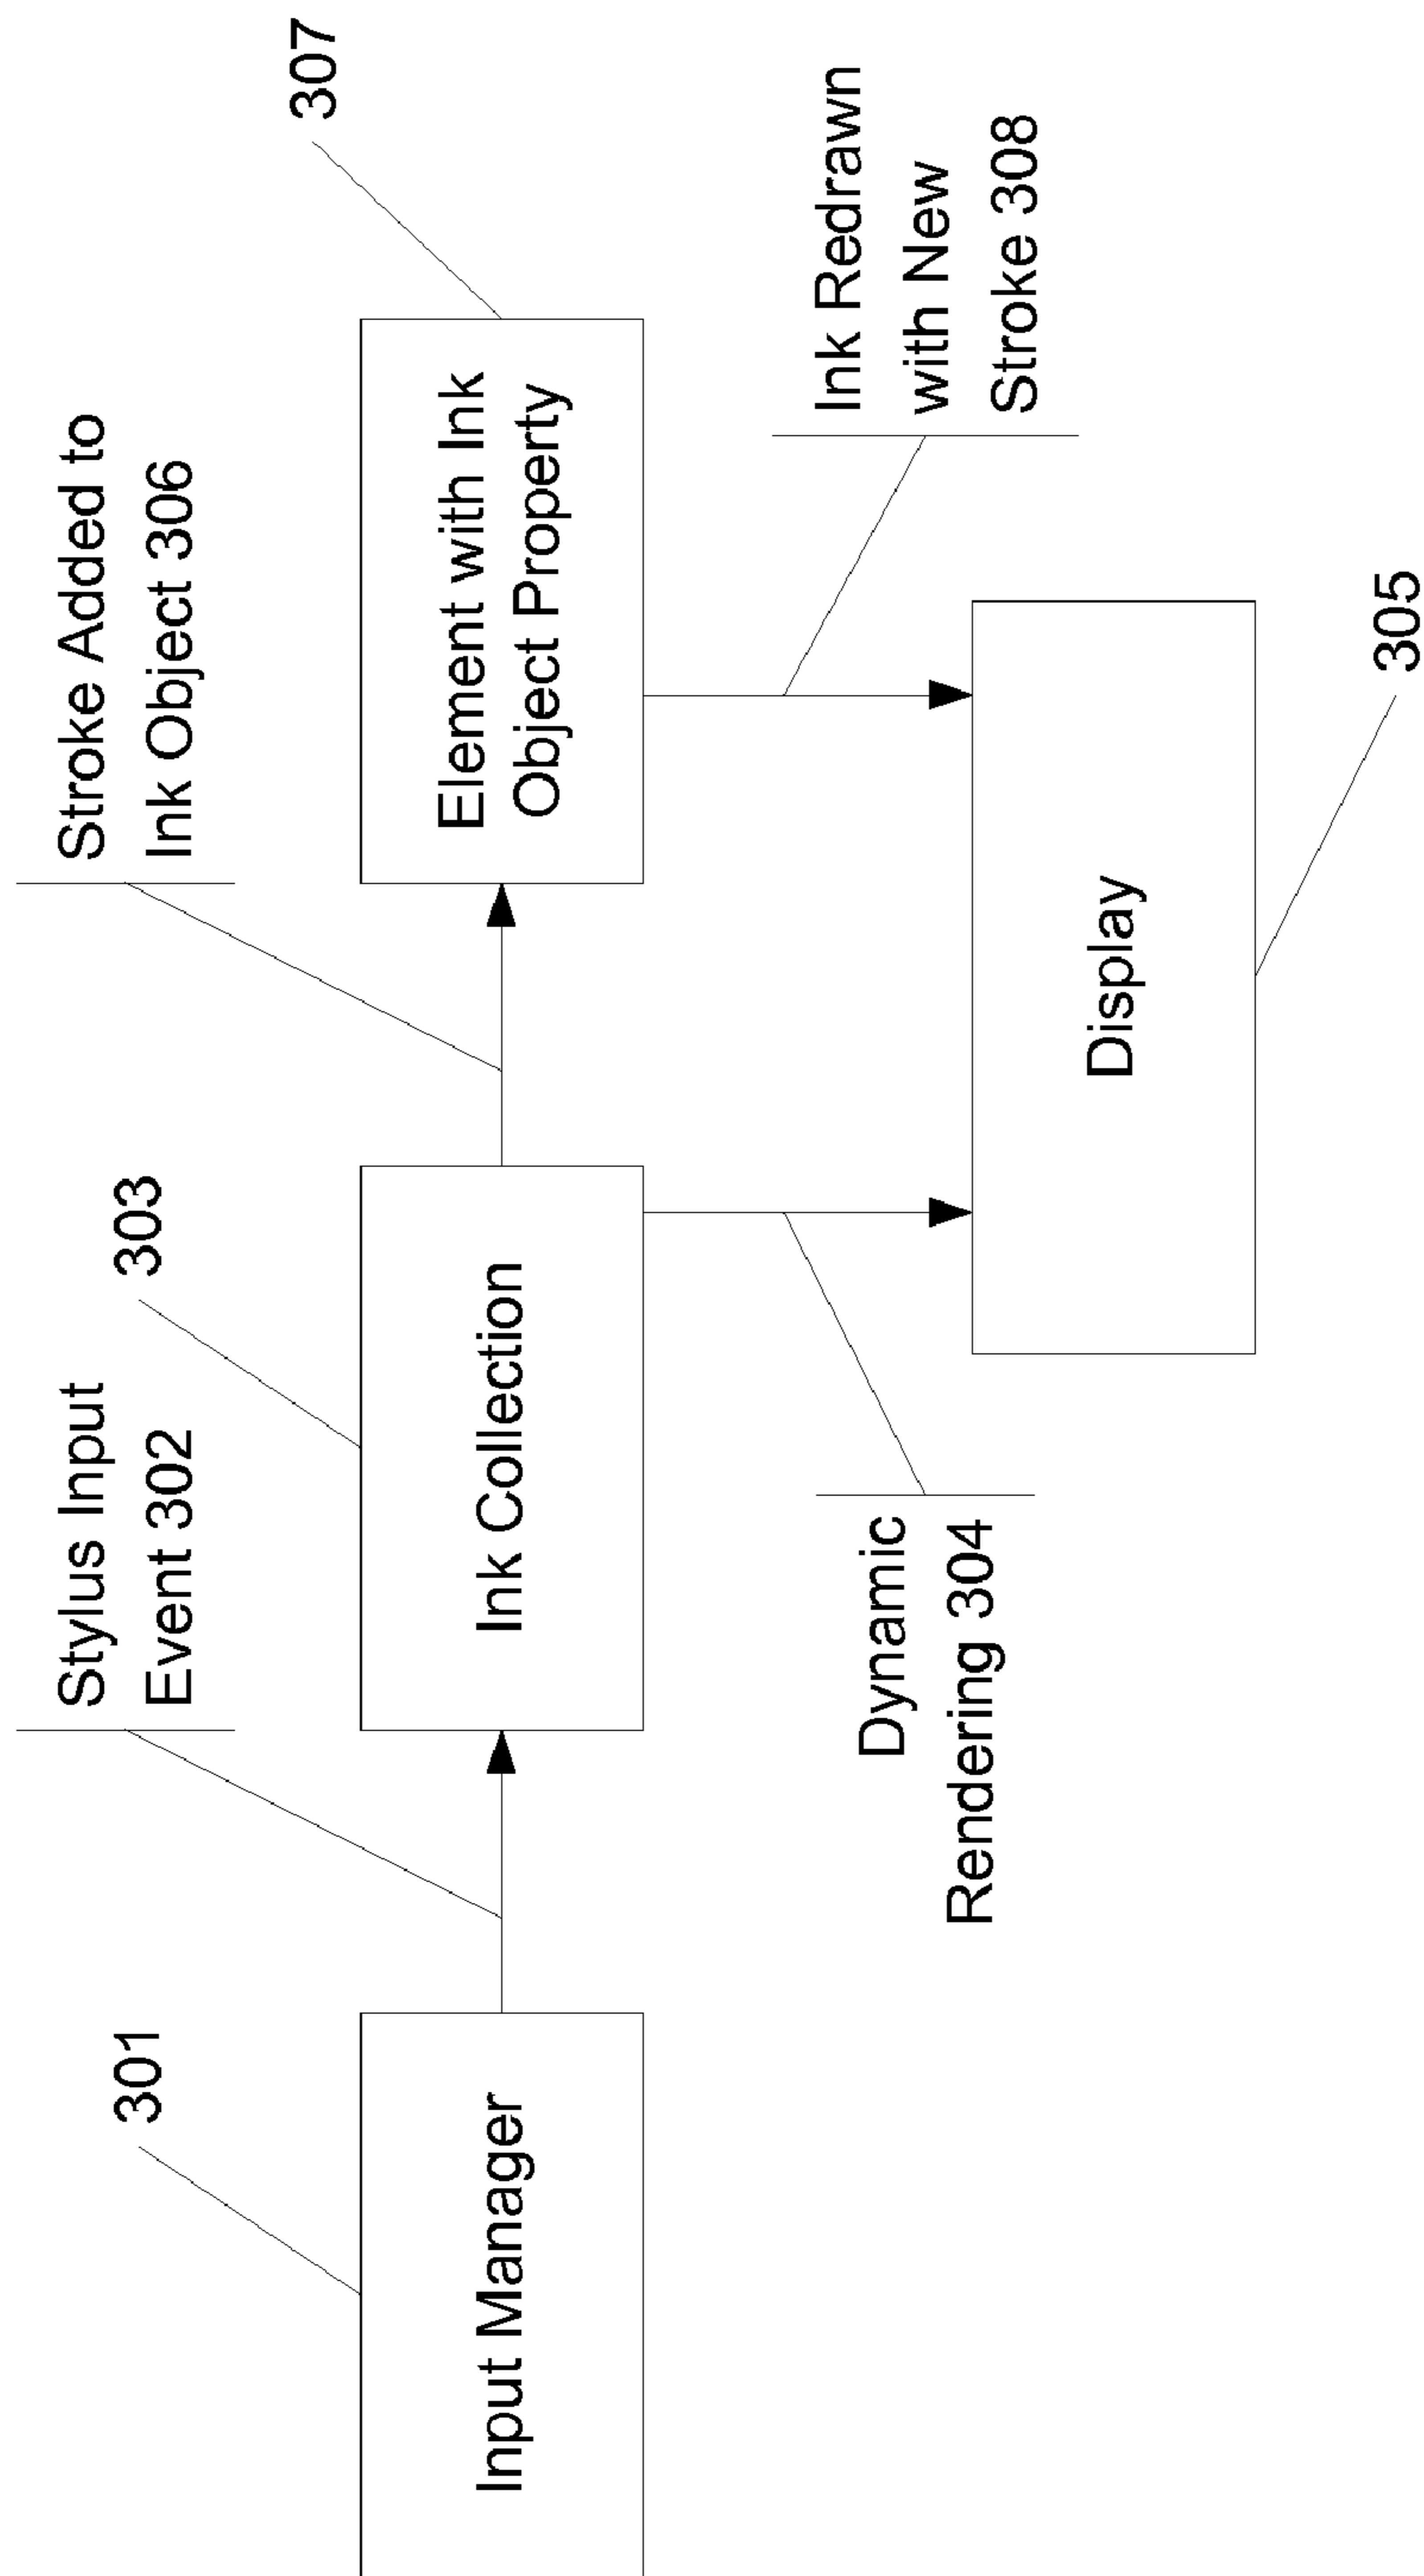 301
Input Manager
Stylus Input
Event 302
303
Ink Collection
Dynamic
Rendering 304
Stroke Added to
Ink Object 306
307
Element with Ink
Object Property
Ink Redrawn
with New
Stroke 308
Display
305